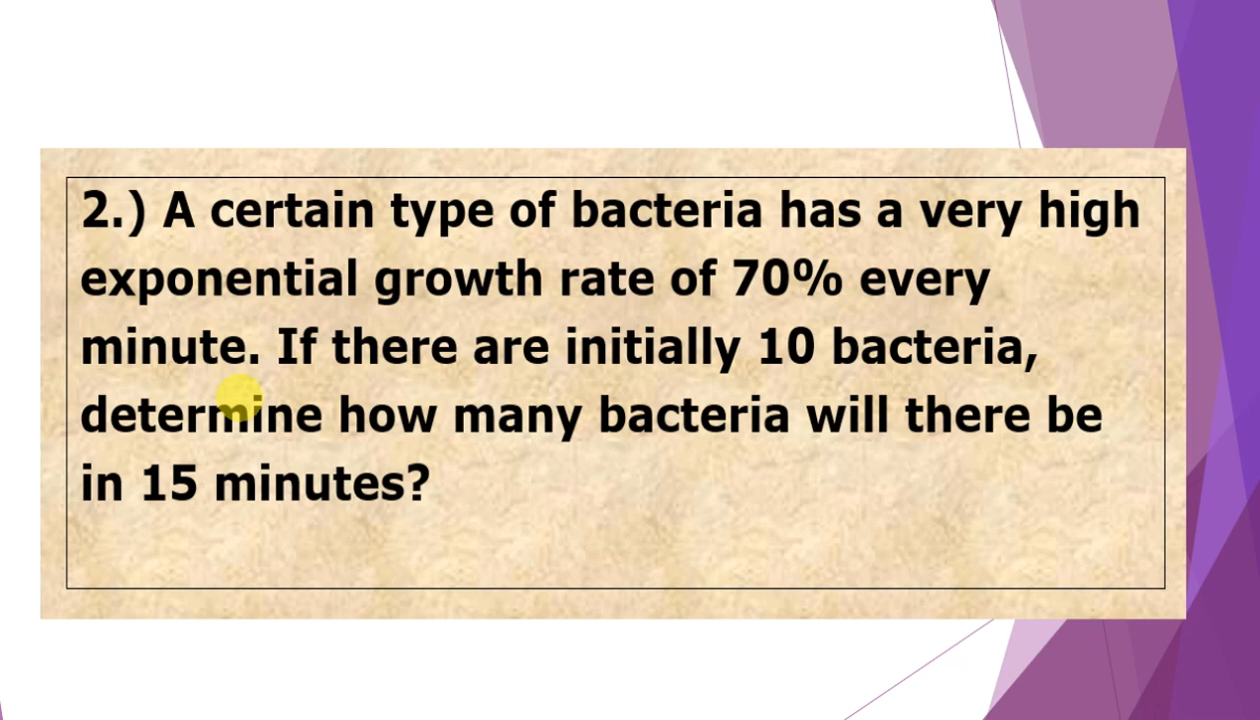 2.) A certain type of bacteria has a very high
exponential growth rate of 70% every
minute. If there are initially 10 bacteria,
determine how many bacteria will there be
in 15 minutes?